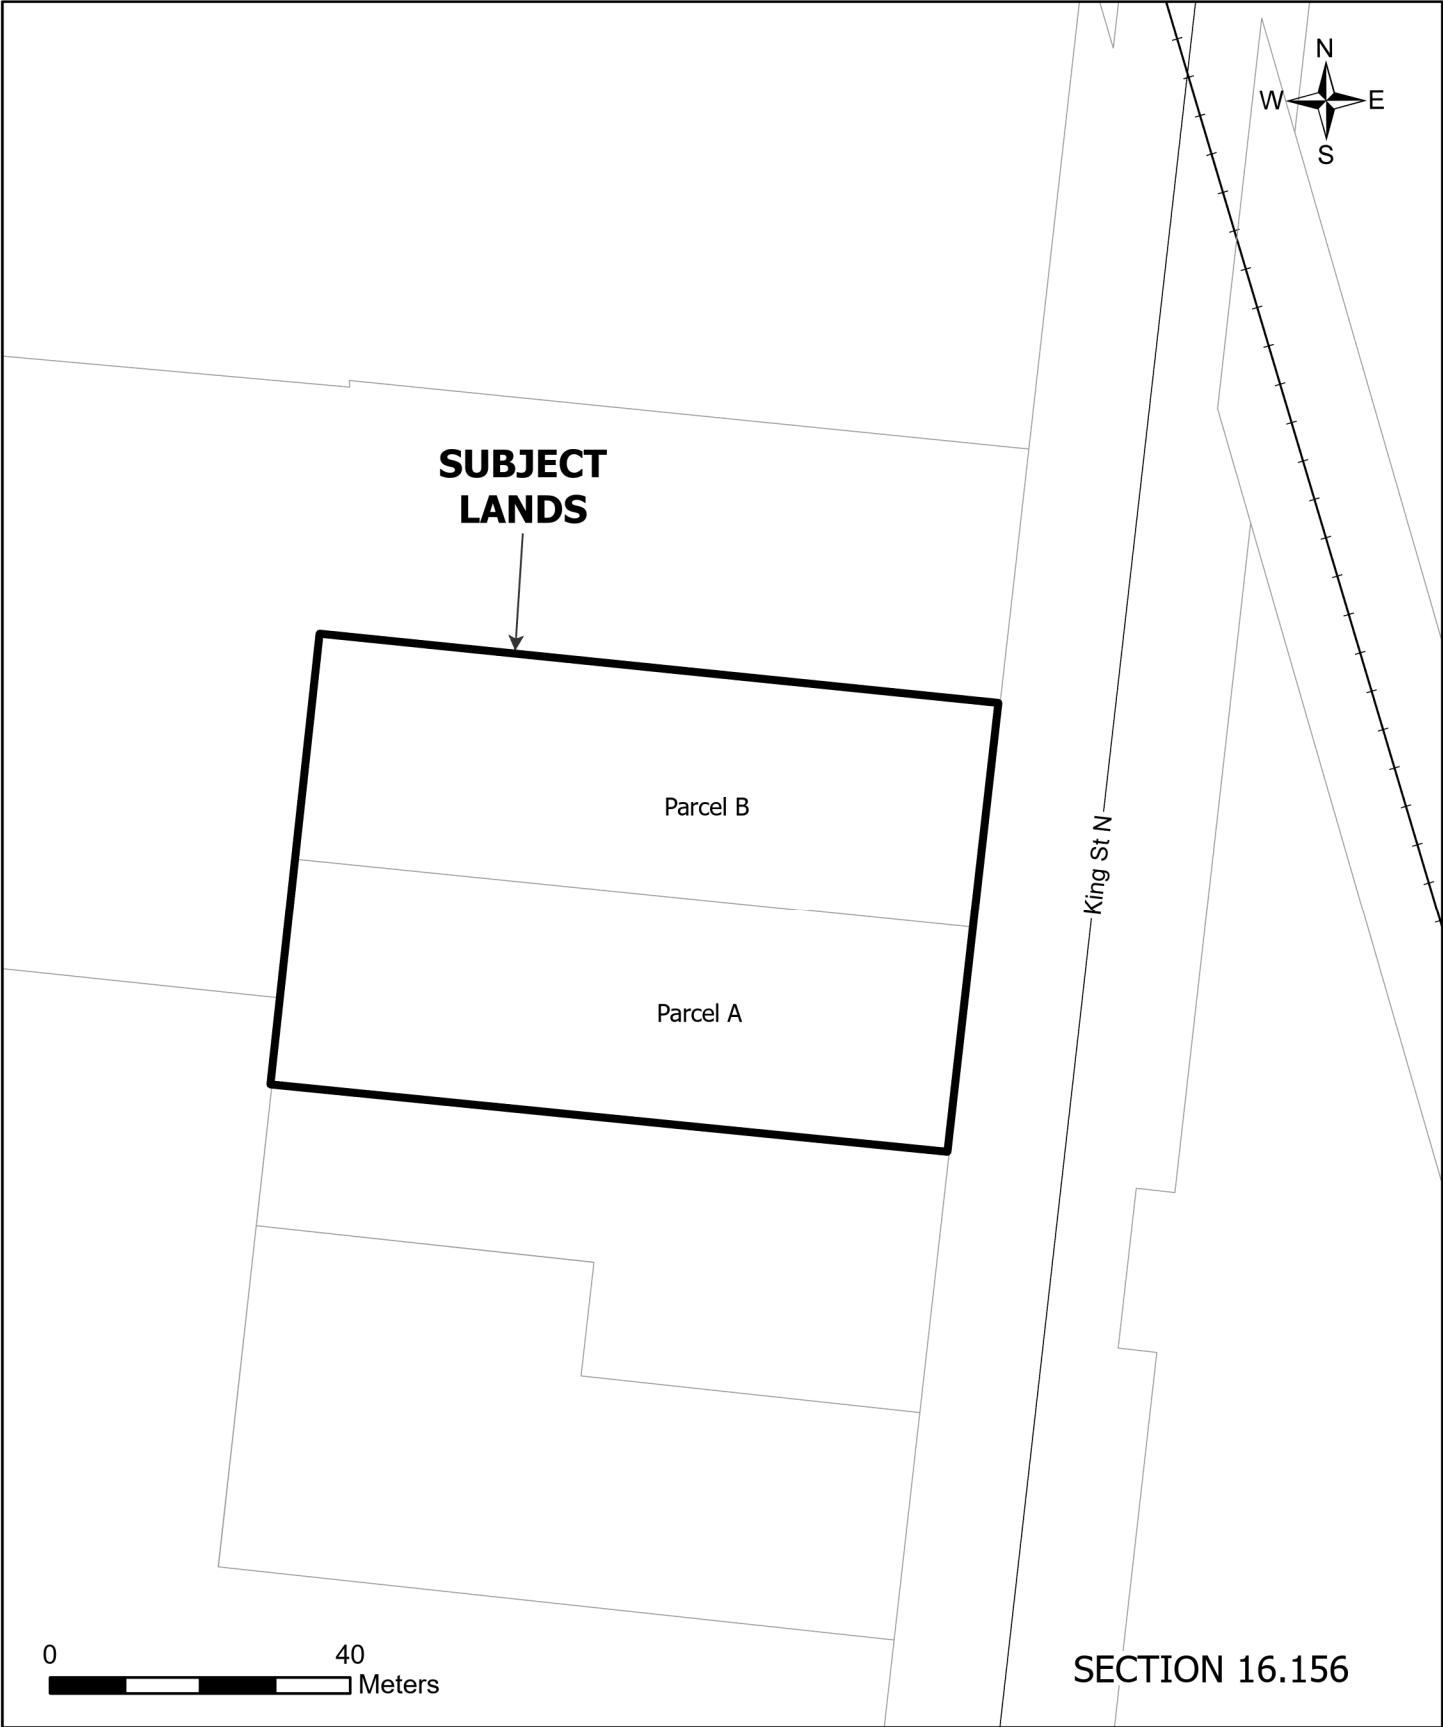 N
W E
S
SUBJECT
LANDS
Parcel B
King St N
Parcel A
0 40
Meters
SECTION 16.156